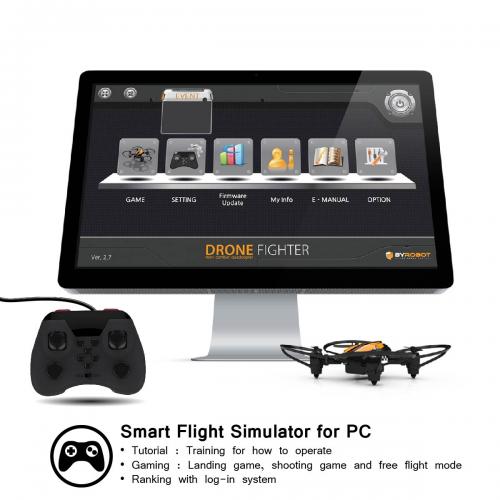 EVENT
GAME
SETTING
Firmware
Update
My Info
E - MANUAL
OPTION
DRONE FIGHTER
Ver. 2.7
BYROBOT
Smart Flight Simulator for PC
• Tutorial : Training for how to operate
• Gaming : Landing game, shooting game and free flight mode
• Ranking with log-in system